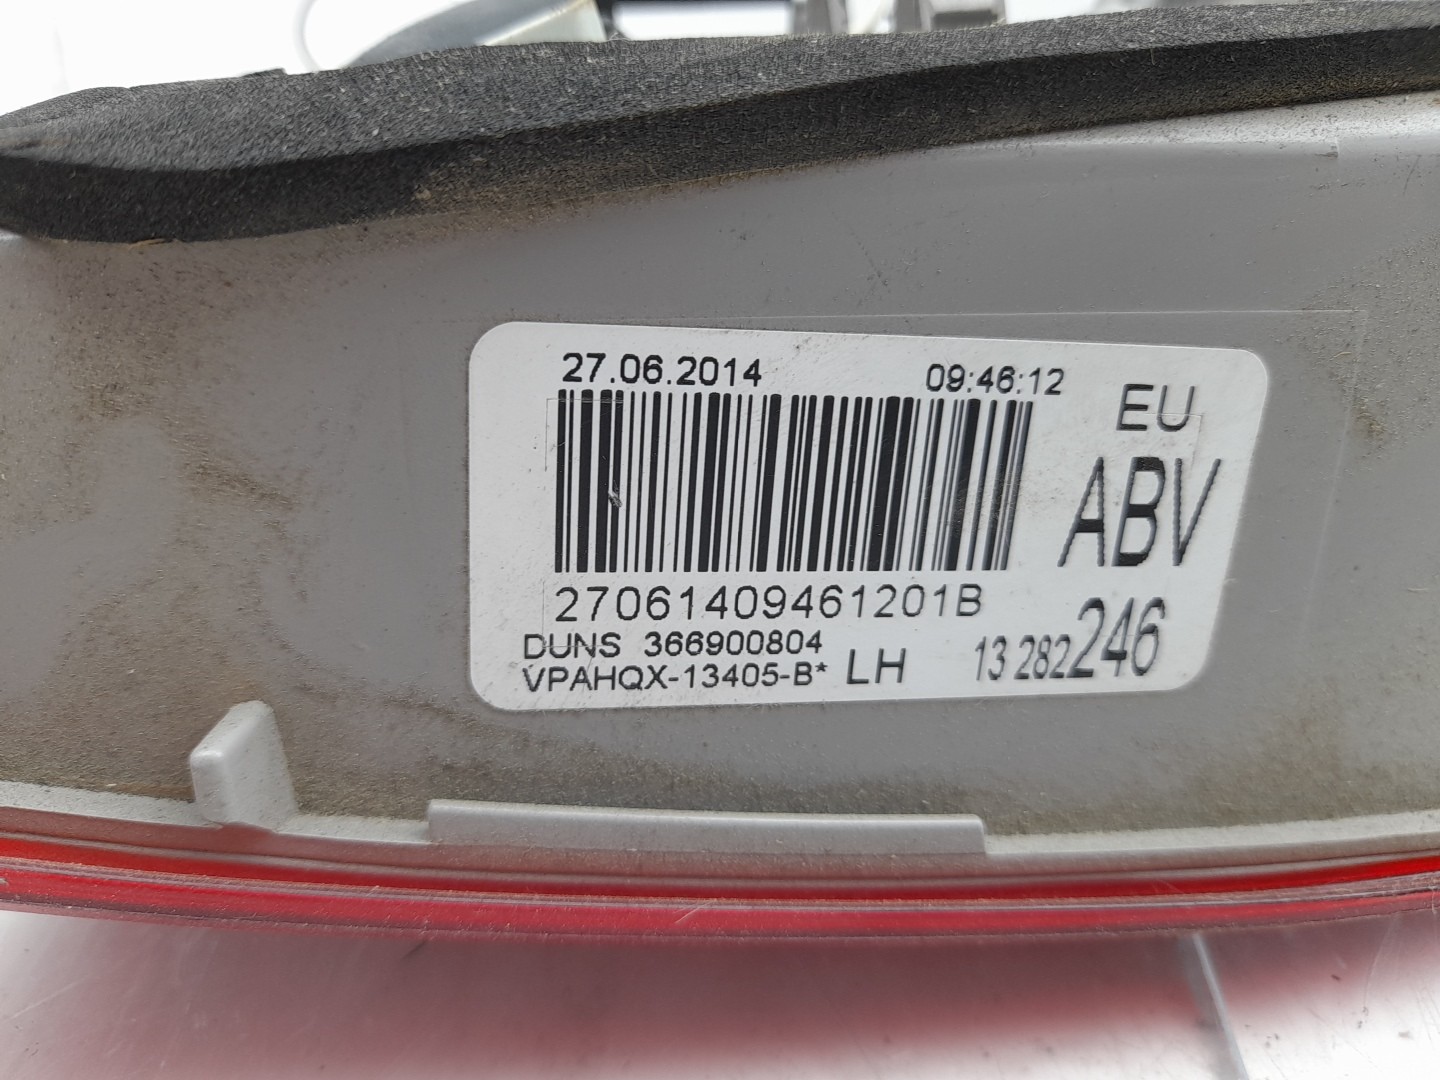 27.06.2014 09:46:12
EU
ABV
27061409461201B
DUNS 366900804
VPAHQX-13405-B* LH 13 282 246